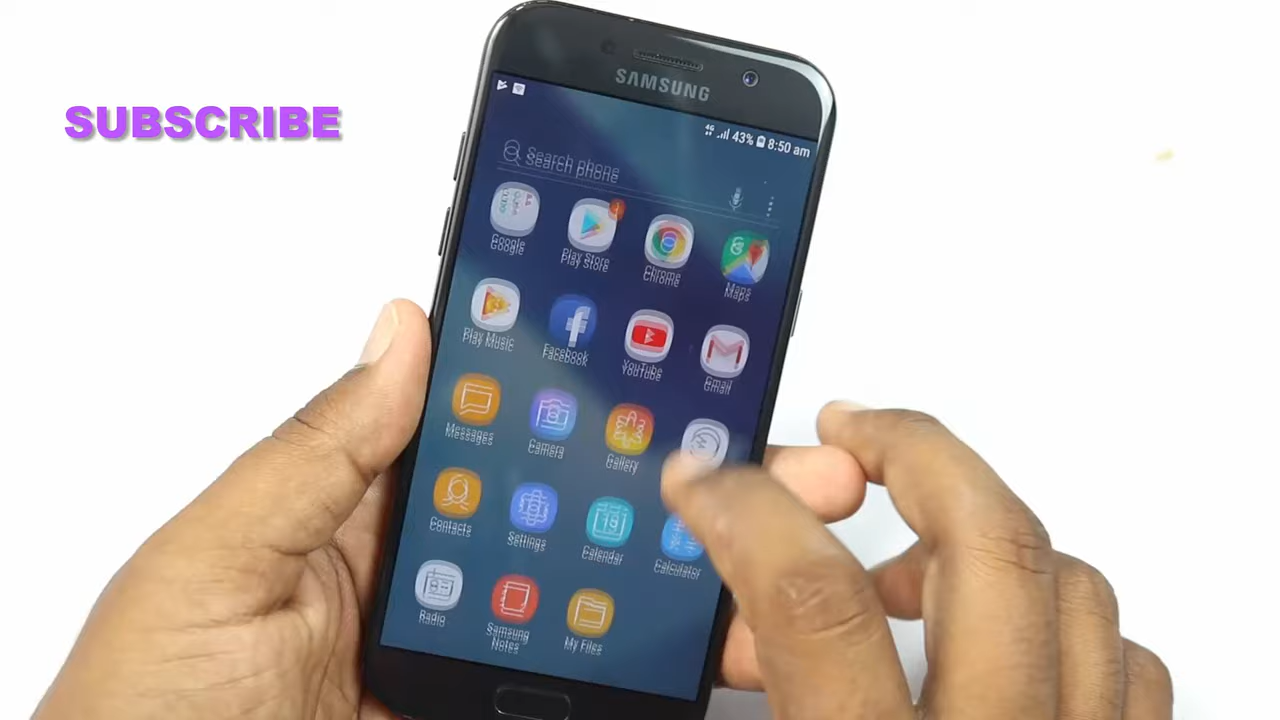 SUBSCRIBE
SAMSUNG
4G 43% 8:50 am
Search phone
Google Play Store Chrome Maps
Play Music Facebook YouTube Gmail
Messages Camera Gallery
Contacts Settings Calendar Calculator
Radio Samsung Notes My Files